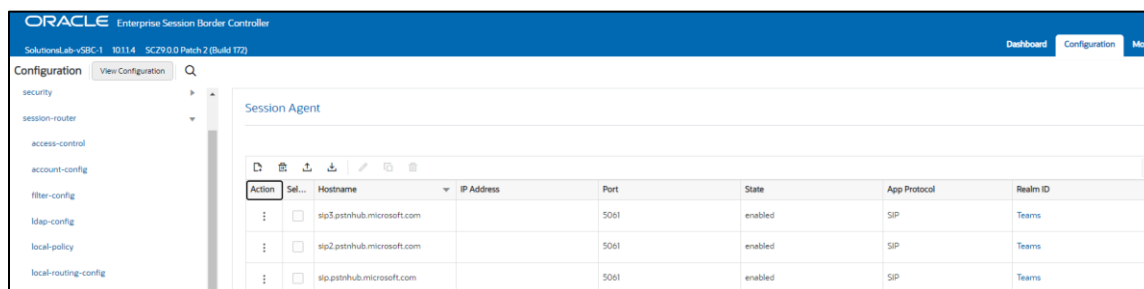 ORACLE Enterprise Session Border Controller
SolutionsLab-vSBC-1 10.1.1.4 SCZ9.0.0 Patch 2 (Build 172)
Dashboard Configuration Mo
Configuration View Configuration
security
session-router
access-control
account-config
filter-config
ldap-config
local-policy
local-routing-config
Session Agent
Action Sel... Hostname IP Address Port State App Protocol Realm ID
sip3.pstnhub.microsoft.com 5061 enabled SIP Teams
sip2.pstnhub.microsoft.com 5061 enabled SIP Teams
sip.pstnhub.microsoft.com 5061 enabled SIP Teams